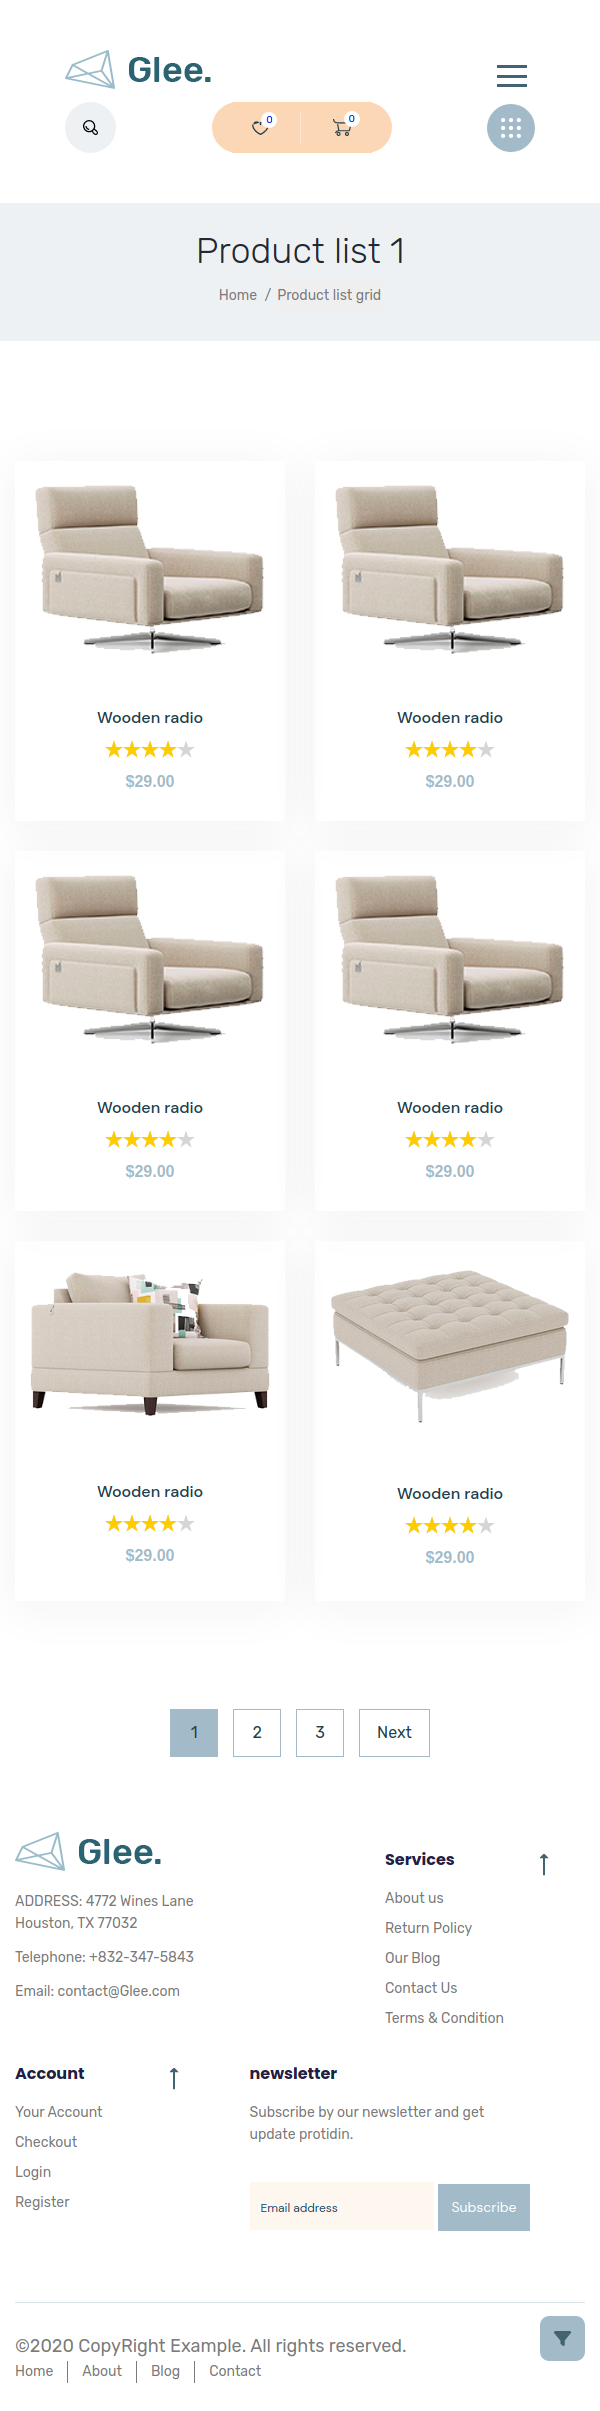 Glee.
0
0
Product list 1
Home / Product list grid
Wooden radio
$29.00
Wooden radio
$29.00
Wooden radio
$29.00
Wooden radio
$29.00
Wooden radio
$29.00
Wooden radio
$29.00
1
2
3
Next
Glee.
ADDRESS: 4772 Wines Lane
Houston, TX 77032
Telephone: +832-347-5843
Email: contact@Glee.com
Services
About us
Return Policy
Our Blog
Contact Us
Terms & Condition
Account
Your Account
Checkout
Login
Register
newsletter
Subscribe by our newsletter and get
update protidin.
Email address
Subscribe
©2020 CopyRight Example. All rights reserved.
Home
About
Blog
Contact